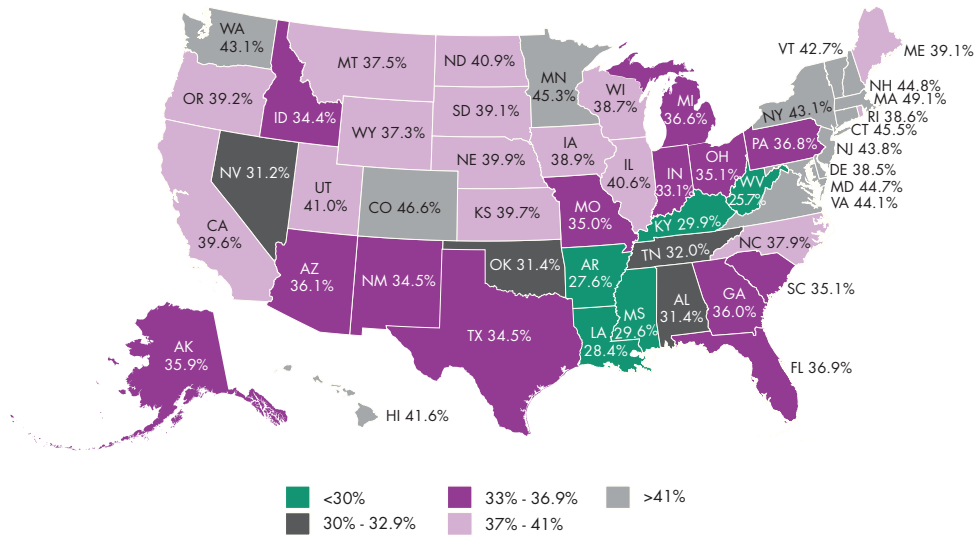 WA
43.1%
MT 37.5%
ND 40.9%
MN
45.3%
VT 42.7%
ME 39.1%
OR 39.2%
ID 34.4%
SD 39.1%
WI
38.7%
MI
36.6%
NH 44.8%
NY 43.1%
MA 49.1%
RI 38.6%
CT 45.5%
WY 37.3%
NV 31.2%
NE 39.9%
IA
38.9%
IL
40.6%
IN
33.1%
OH
35.1%
PA 36.8%
NJ 43.8%
DE 38.5%
MD 44.7%
VA 44.1%
UT
41.0%
CO 46.6%
KS 39.7%
MO
35.0%
WV
25.7%
KY 29.9%
CA
39.6%
TN 32.0%
NC 37.9%
AZ
36.1%
NM 34.5%
OK 31.4%
AR
27.6%
SC 35.1%
MS
29.6%
AL
31.4%
GA
36.0%
TX 34.5%
LA
28.4%
AK
35.9%
FL 36.9%
HI 41.6%
<30%
33% - 36.9%
>41%
30% - 32.9%
37% - 41%